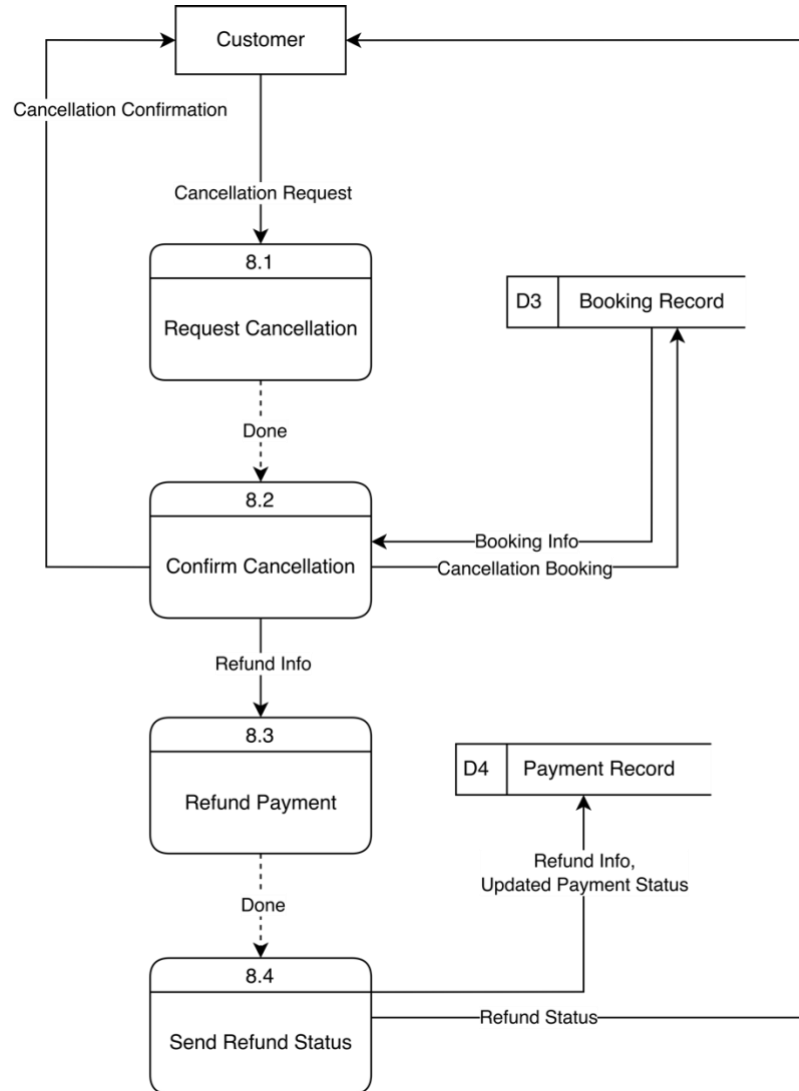 Customer
Cancellation Confirmation
Cancellation Request
8.1
Request Cancellation
D3 Booking Record
Done
8.2
Confirm Cancellation
Booking Info
Cancellation Booking
Refund Info
8.3
Refund Payment
D4 Payment Record
Refund Info,
Updated Payment Status
Done
8.4
Send Refund Status
Refund Status